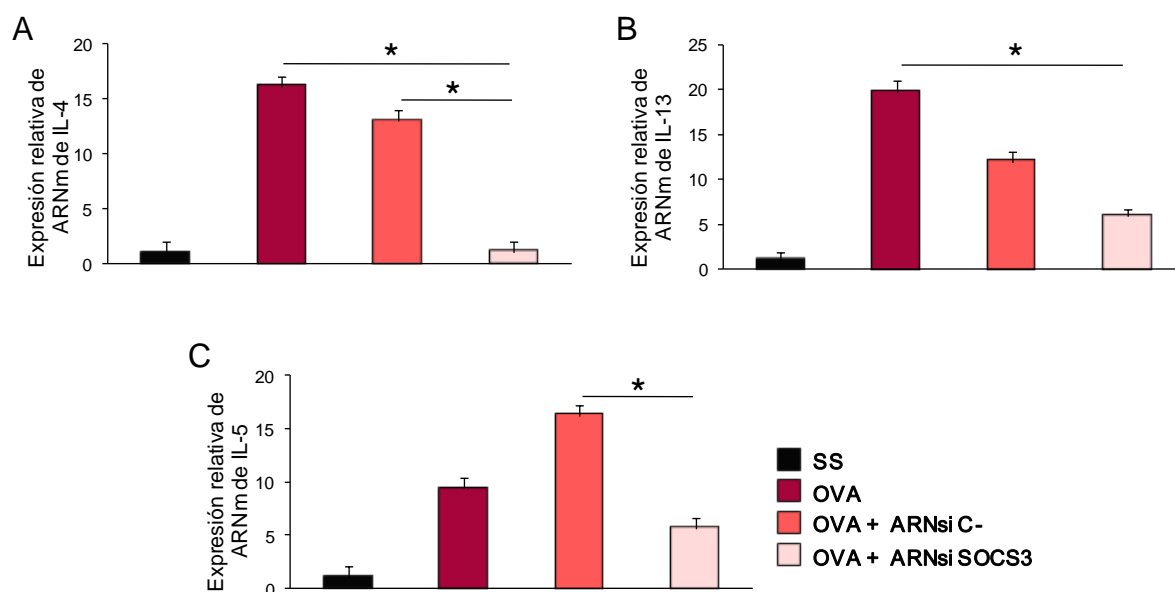 A
Expresión relativa de
ARNm de IL-4
20
15
10
5
0
*
*
B
Expresión relativa de
ARNm de IL-13
25
20
15
10
5
0
*
C
Expresión relativa de
ARNm de IL-5
20
15
10
5
0
*
SS
OVA
OVA + ARNsi C-
OVA + ARNsi SOCS3